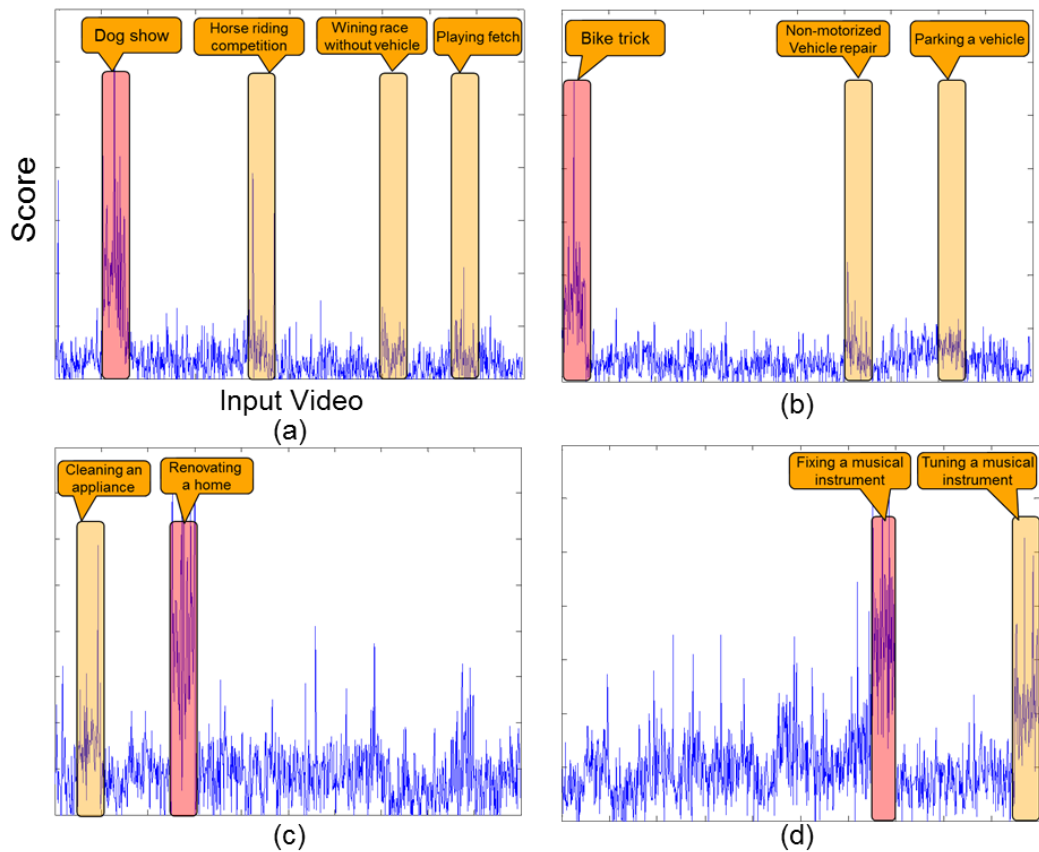 Dog show
Horse riding
competition
Wining race
without vehicle
Playing fetch
Score
Input Video
(a)
Bike trick
Non-motorized
Vehicle repair
Parking a vehicle
(b)
Cleaning an
appliance
Renovating
a home
(c)
Fixing a musical
instrument
Tuning a musical
instrument
(d)